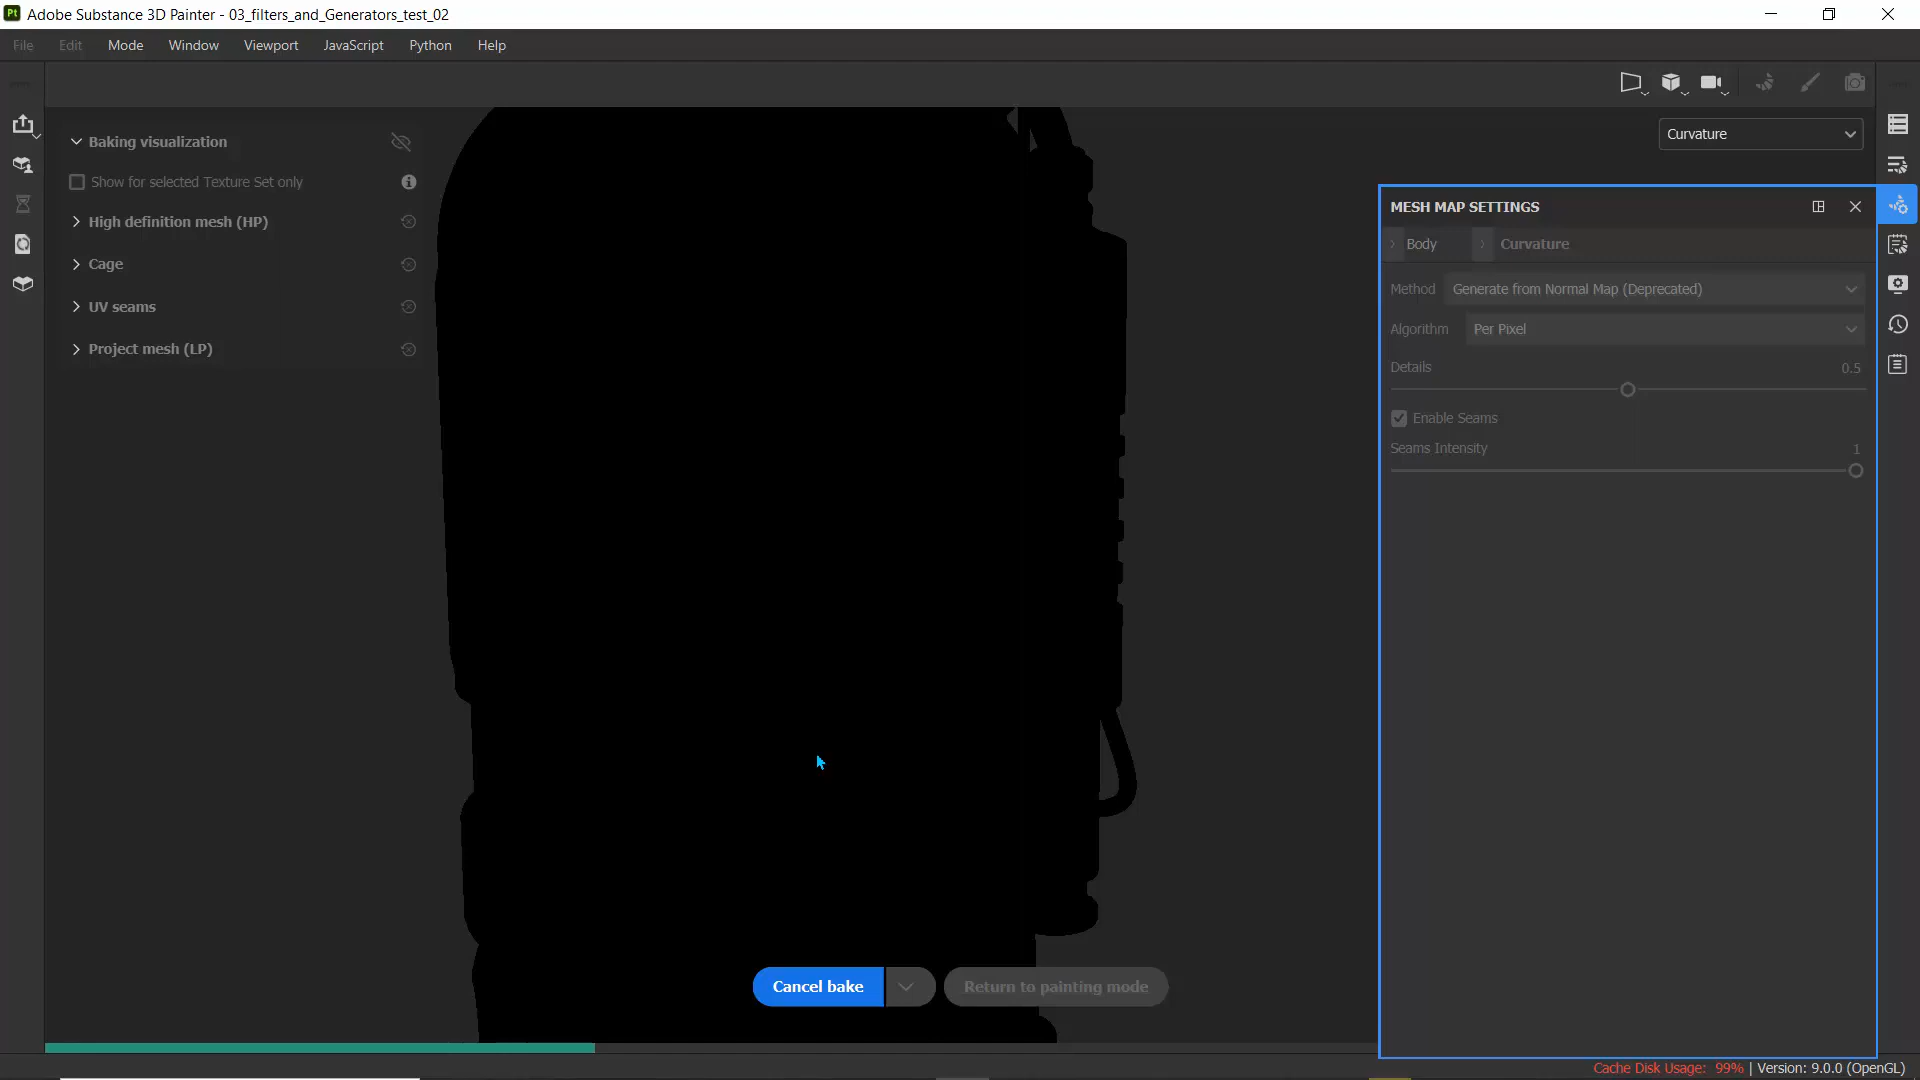 Pt Adobe Substance 3D Painter - 03_filters_and_Generators_test_02
File Edit Mode Window Viewport JavaScript Python Help
Baking visualization
Show for selected Texture Set only
High definition mesh (HP)
Cage
UV seams
Project mesh (LP)
Curvature
MESH MAP SETTINGS
Body Curvature
Method Generate from Normal Map (Deprecated)
Algorithm Per Pixel
Details 0.5
Enable Seams
Seams Intensity 1
Cancel bake Return to painting mode
Cache Disk Usage: 99% | Version: 9.0.0 (OpenGL)